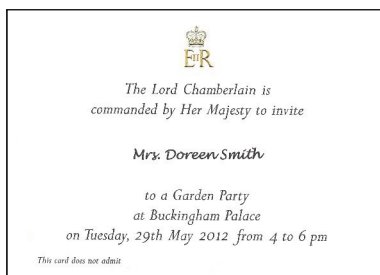 EIIR
The Lord Chamberlain is
commanded by Her Majesty to invite
Mrs. Doreen Smith
to a Garden Party
at Buckingham Palace
on Tuesday, 29th May 2012 from 4 to 6 pm
This card does not admit